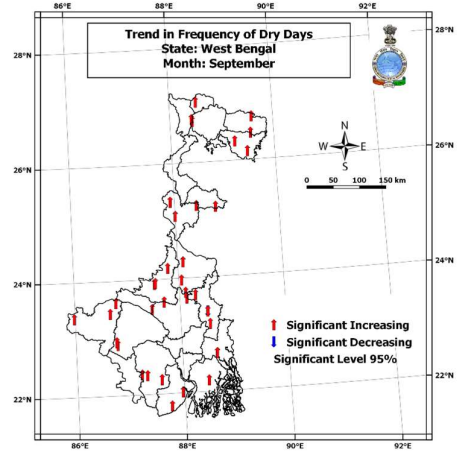 86°E
88°E
90°E
92°E
Trend in Frequency of Dry Days
State: West Bengal
Month: September
28°N
28°N
N
W E
S
26°N
26°N
0 50 100 150 km
24°N
24°N
Significant Increasing
Significant Decreasing
Significant Level 95%
22°N
22°N
86°E
88°E
90°E
92°E